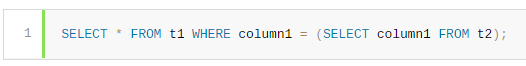 1 SELECT * FROM t1 WHERE column1 = (SELECT column1 FROM t2);